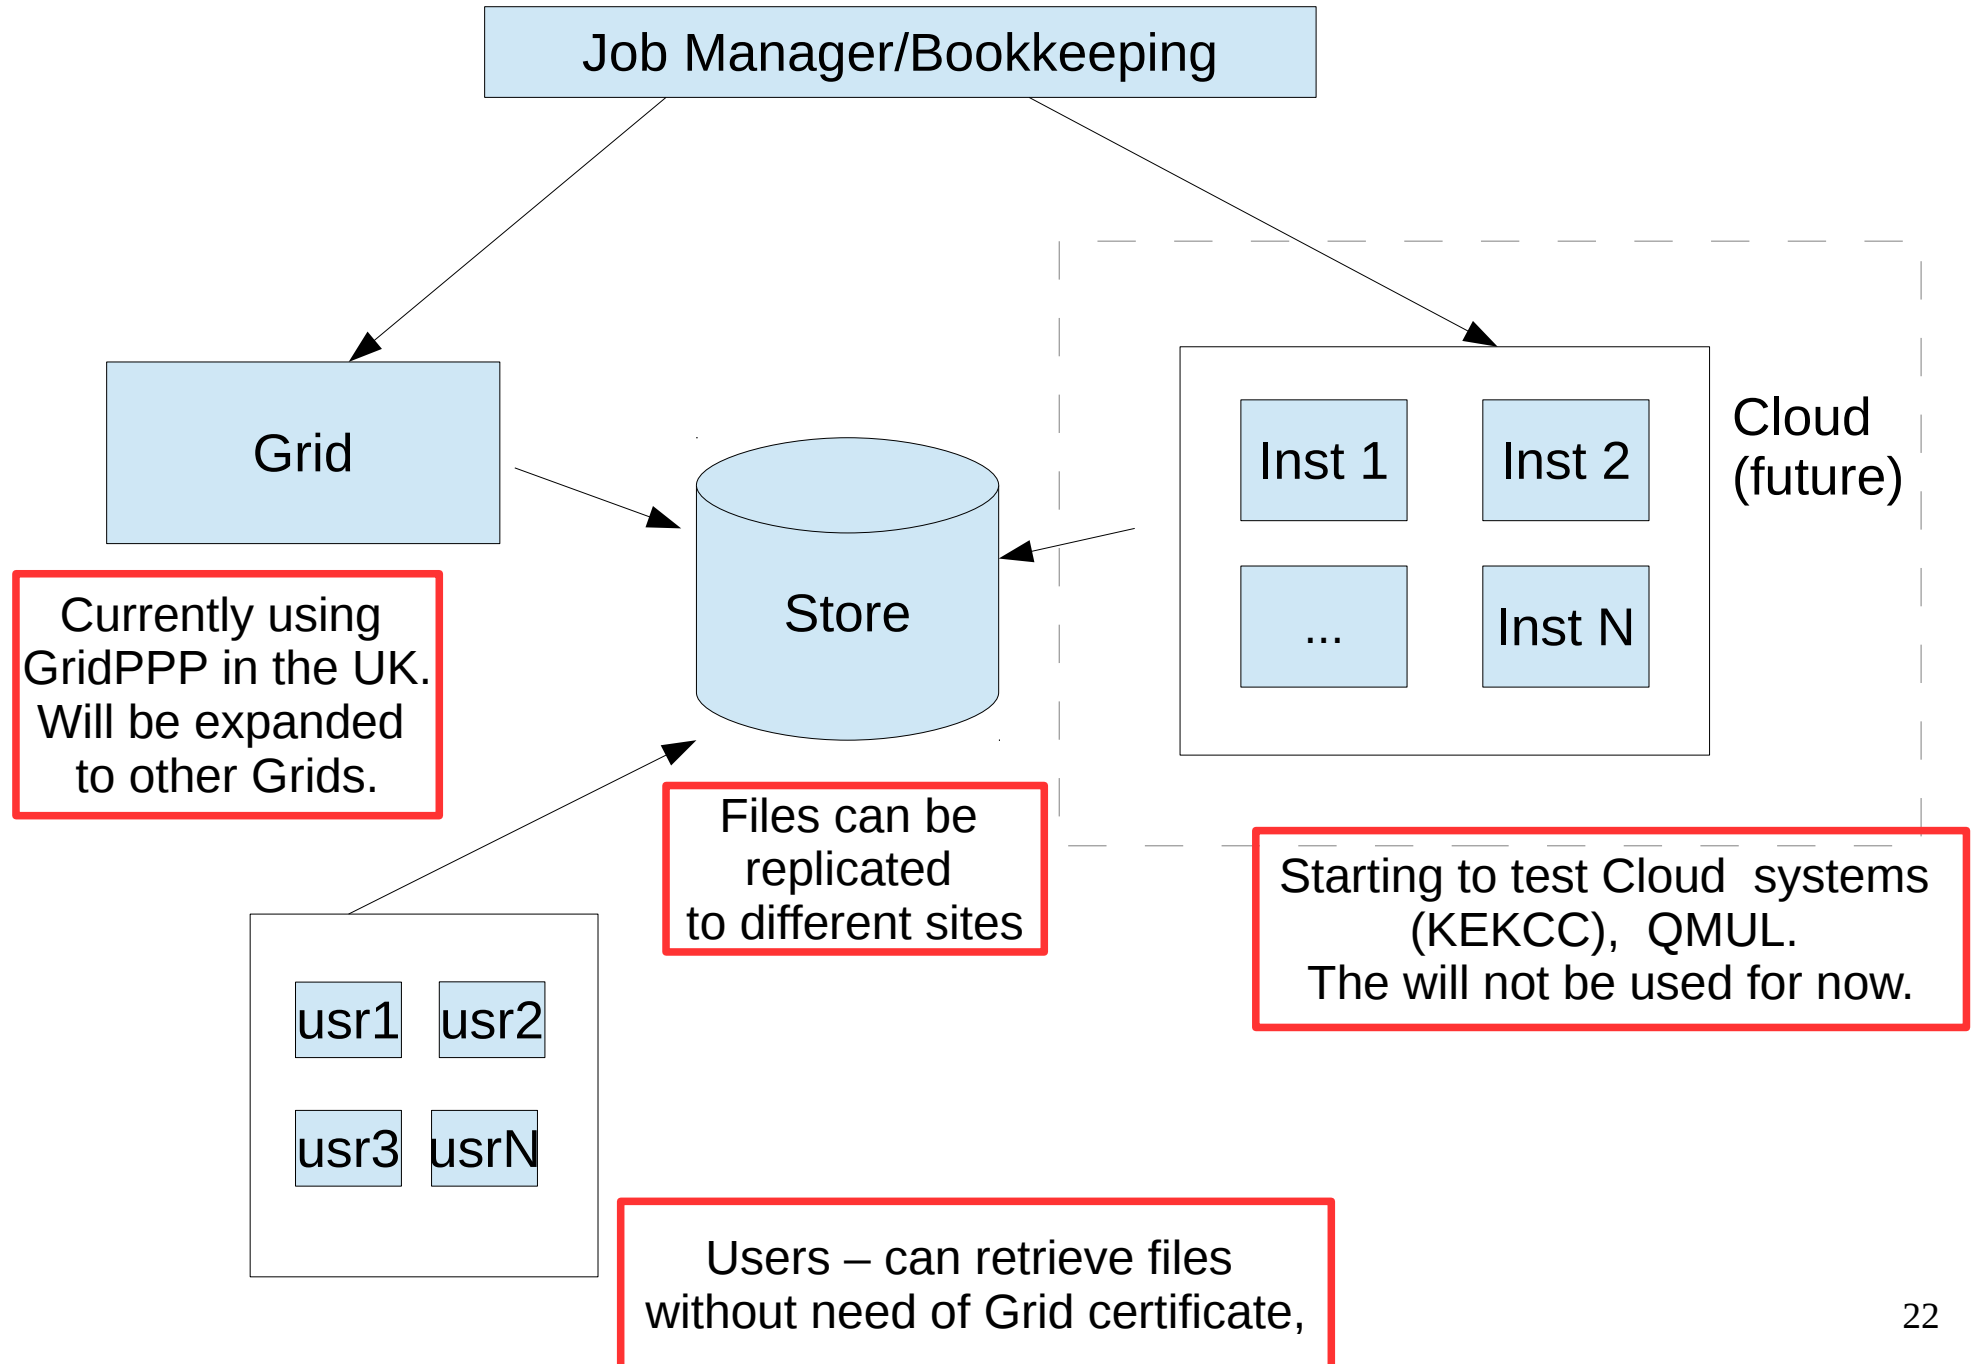 Job Manager/Bookkeeping
Grid
Store
Inst 1
Inst 2
...
Inst N
Cloud
(future)
Currently using
GridPPP in the UK.
Will be expanded
to other Grids.
Files can be
replicated
to different sites
Starting to test Cloud  systems
(KEKCC),  QMUL.
The will not be used for now.
usr1
usr2
usr3
usrN
Users – can retrieve files
without need of Grid certificate,
22